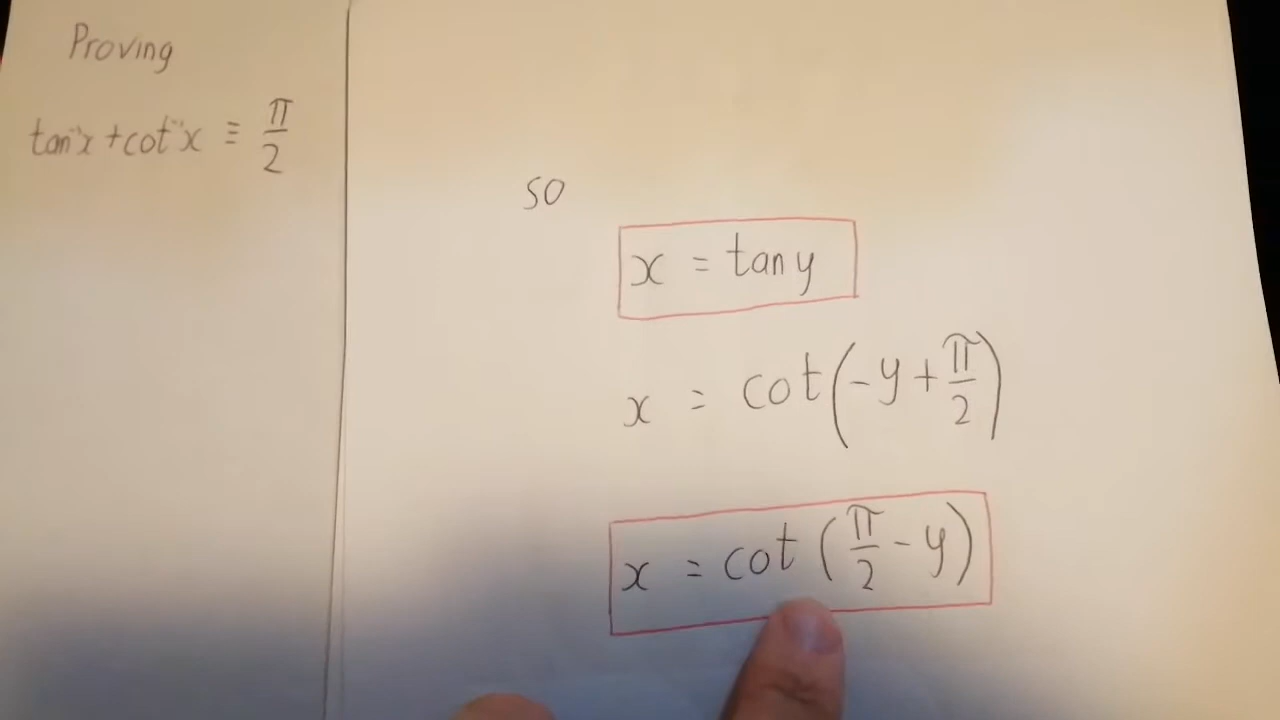 Proving
tan⁻¹x + cot⁻¹x ≡ π/2
so
x = tan y
x = cot(-y + π/2)
x = cot(π/2 - y)